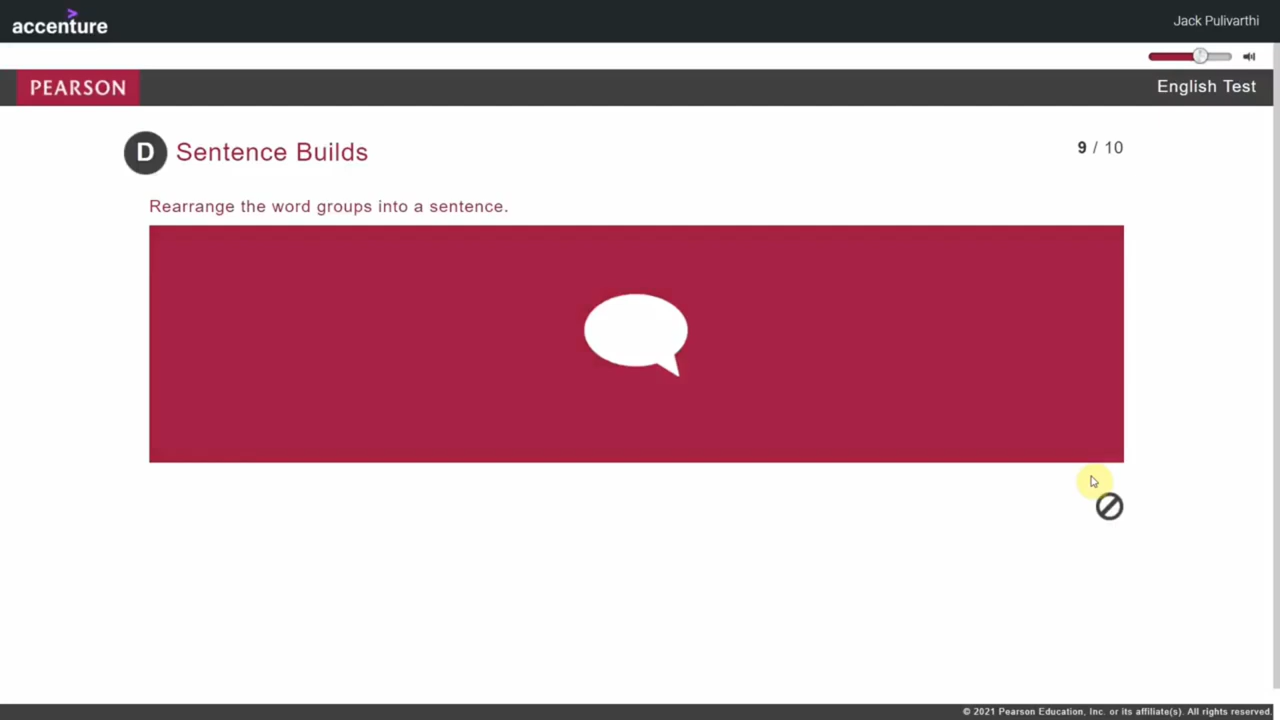 accenture
Jack Pulivarthi
PEARSON
English Test
D Sentence Builds
9 / 10
Rearrange the word groups into a sentence.
© 2021 Pearson Education, Inc. or its affiliate(s). All rights reserved.